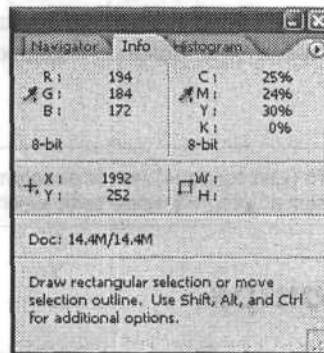 Navigator Info Histogram
R: 194 C: 25%
G: 184 M: 24%
B: 172 Y: 30%
K: 0%
8-bit 8-bit
X: 1992 W:
Y: 252 H:
Doc: 14.4M/14.4M
Draw rectangular selection or move
selection outline. Use Shift, Alt, and Ctrl
for additional options.